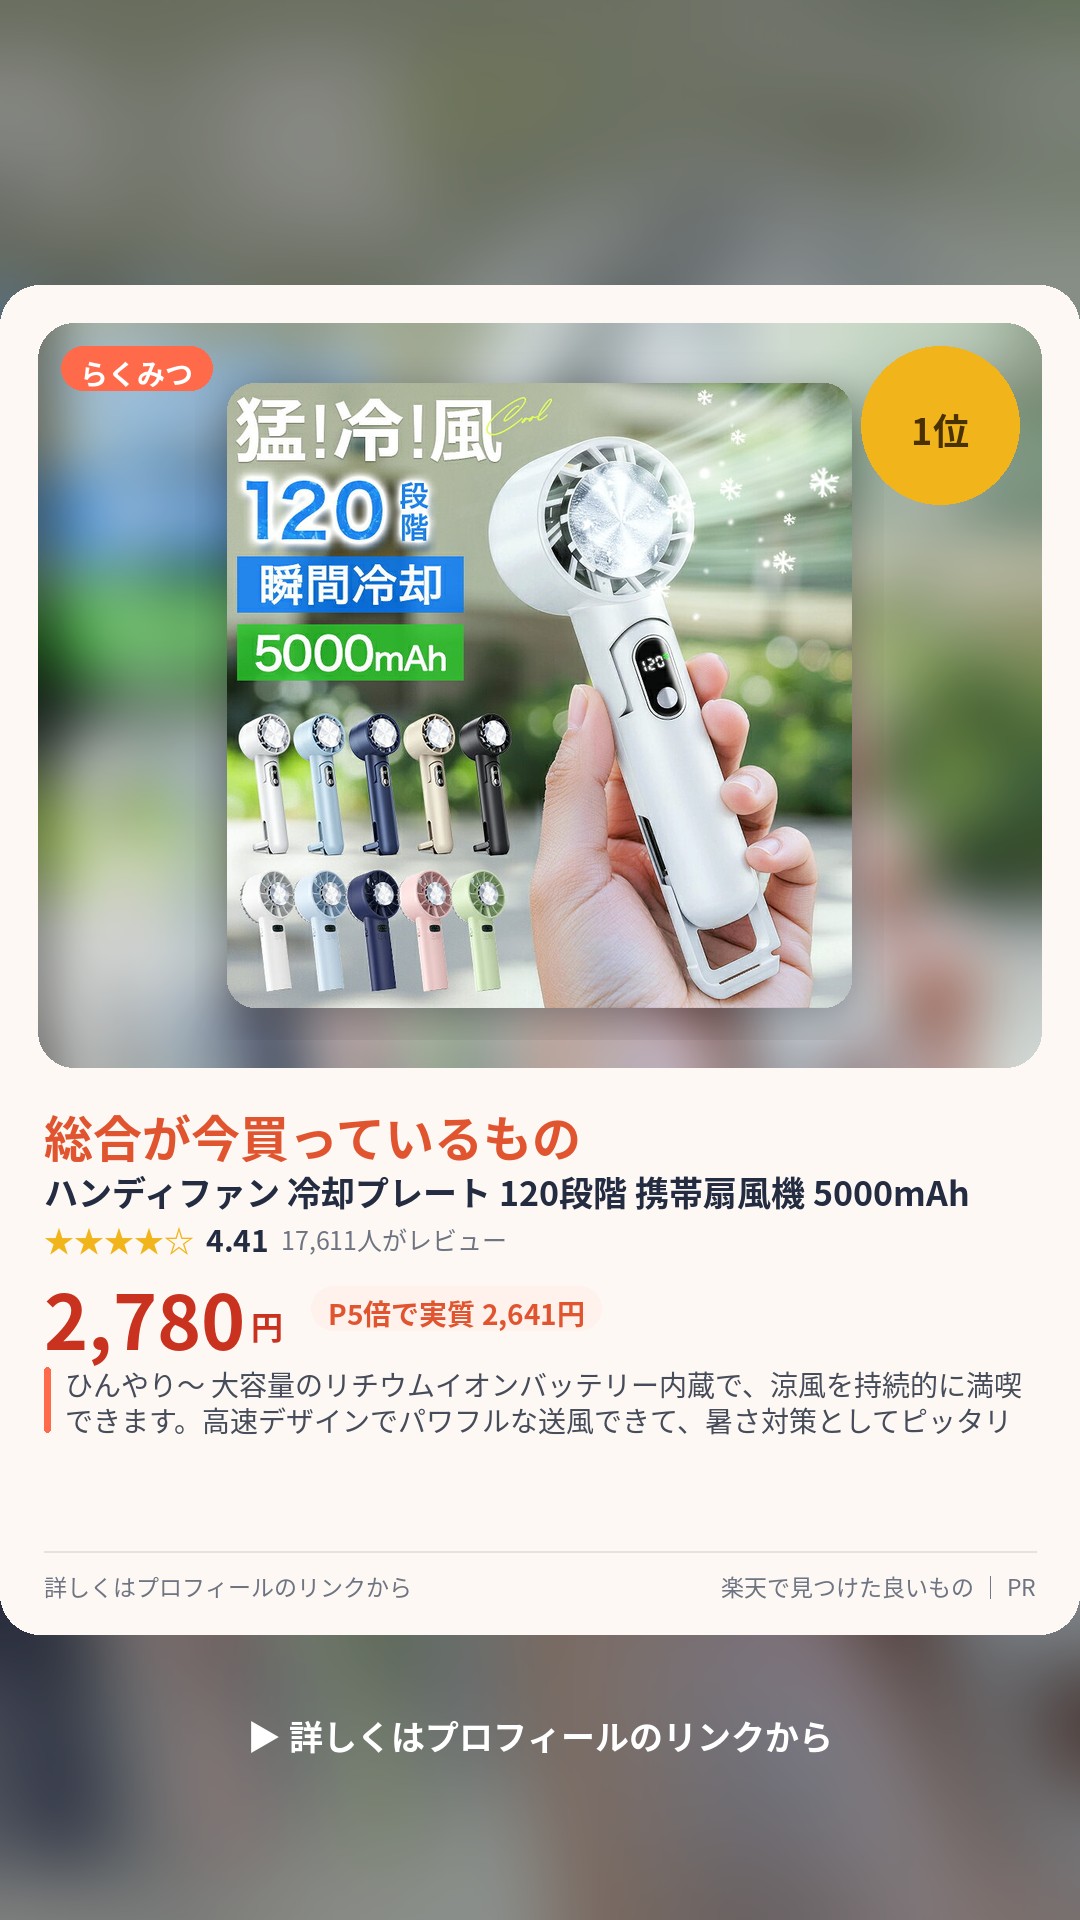 らくみつ
1位
猛!冷!風
Cool
120段階
瞬間冷却
5000mAh
120
総合が今買っているもの
ハンディファン 冷却プレート 120段階 携帯扇風機 5000mAh
★★★★☆ 4.41 17,611人がレビュー
2,780円 P5倍で実質 2,641円
ひんやり〜 大容量のリチウムイオンバッテリー内蔵で、涼風を持続的に満喫
できます。高速デザインでパワフルな送風できて、暑さ対策としてピッタリ
詳しくはプロフィールのリンクから
楽天で見つけた良いもの｜PR
▶ 詳しくはプロフィールのリンクから